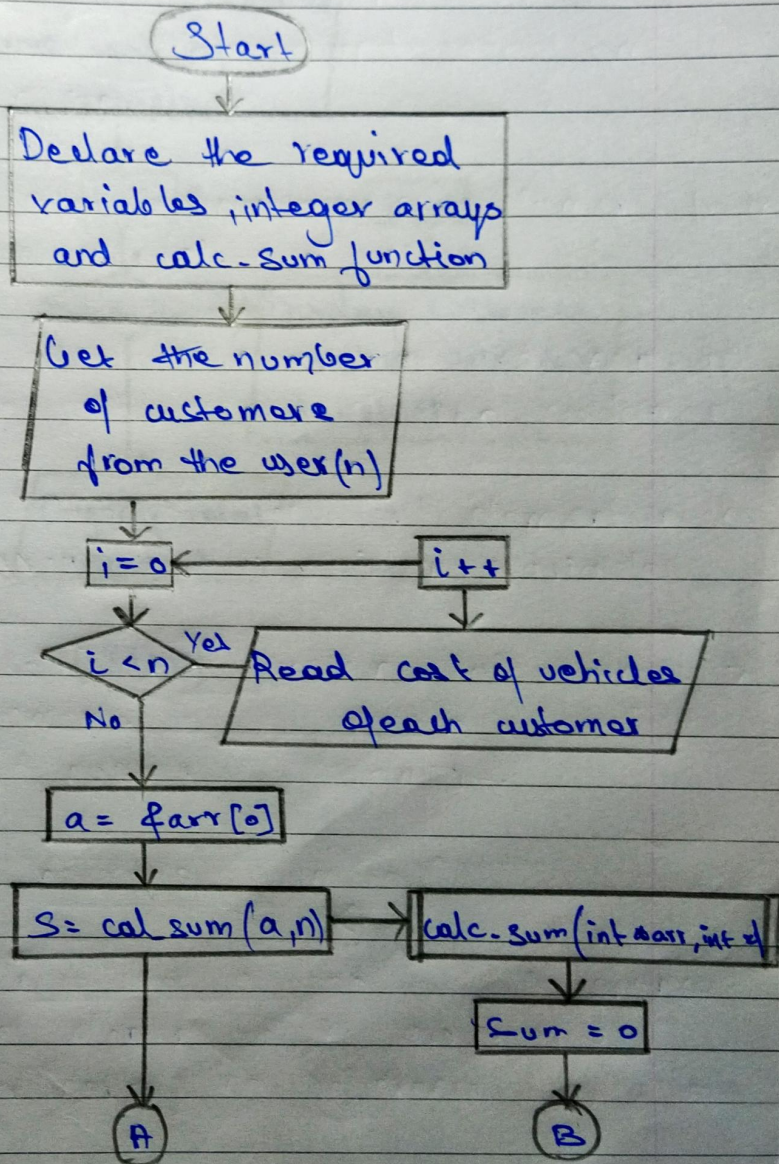 Start
Declare the required
variables, integer arrays
and calc-sum function
Get the number
of customers
from the user(n)
i=0
i++
i<n
Yes
Read cost of vehicles
of each customer
No
a= &arr[0]
S= cal_sum(a,n)
calc-sum(int *arr, int
Sum = 0
A
B